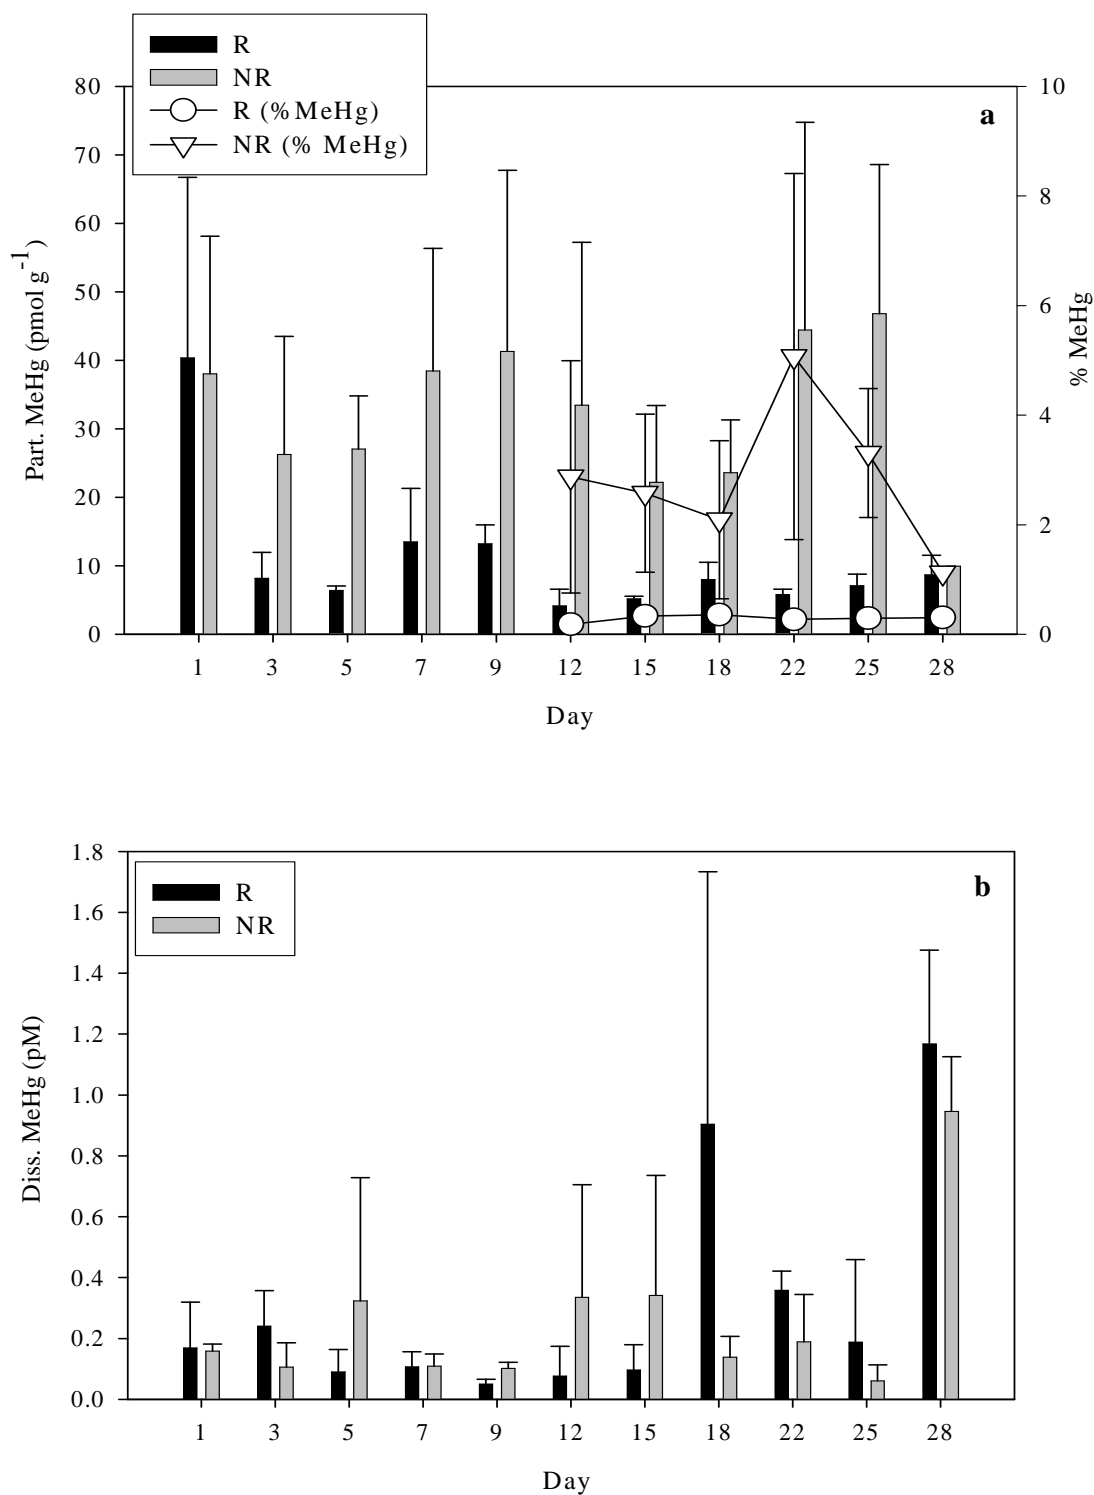 R
NR
R (% MeHg)
NR (% MeHg)
a
80
70
60
50
40
30
20
10
0
Part. MeHg (pmol g-1)
10
8
6
4
2
0
% MeHg
1 3 5 7 9 12 15 18 22 25 28
Day
R
NR
b
1.8
1.6
1.4
1.2
1.0
0.8
0.6
0.4
0.2
0.0
Diss. MeHg (pM)
1 3 5 7 9 12 15 18 22 25 28
Day